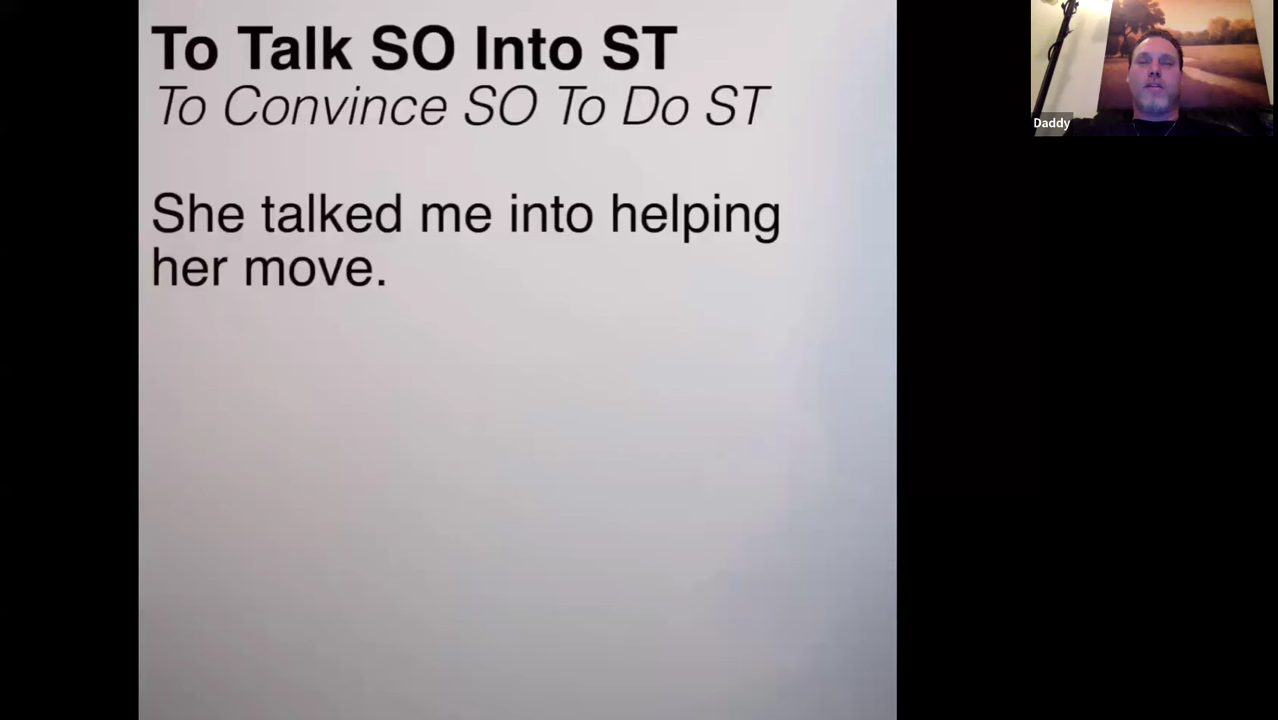 To Talk SO Into ST
To Convince SO To Do ST
She talked me into helping
her move.
Daddy